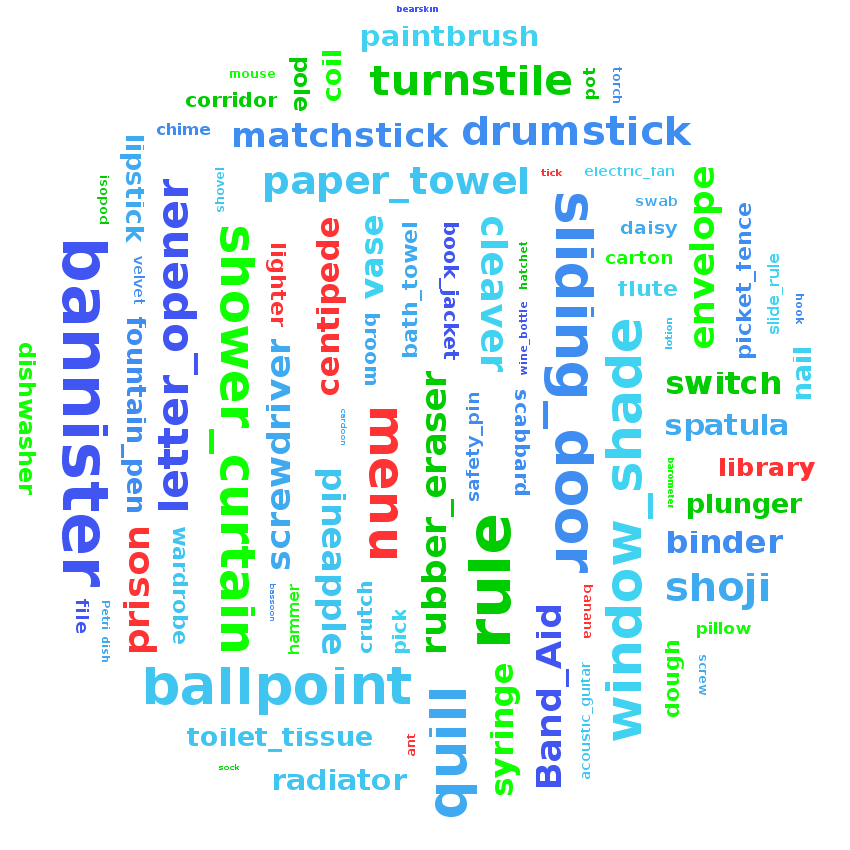 bearskin
paintbrush
mouse
pole
coil
turnstile
pot
torch
corridor
chime
matchstick
drumstick
lipstick
shovel
paper_towel
tick
electric_fan
isopod
letter_opener
swab
envelope
daisy
picket_fence
bannister
velvet
shower_curtain
lighter
centipede
vase
bath_towel
book_jacket
cleaver
hatchet
sliding_door
carton
flute
slide_rule
hook
dishwasher
fountain_pen
screwdriver
broom
wine_bottle
window_shade
lotion
nail
switch
cardoon
menu
rubber_eraser
safety_pin
scabbard
spatula
barometer
library
plunger
prison
wardrobe
pineapple
rule
binder
file
Petri_dish
bassoon
hammer
crutch
pick
Band_Aid
banana
shoji
pillow
dough
screw
ballpoint
quill
syringe
acoustic_guitar
toilet_tissue
ant
sock
radiator